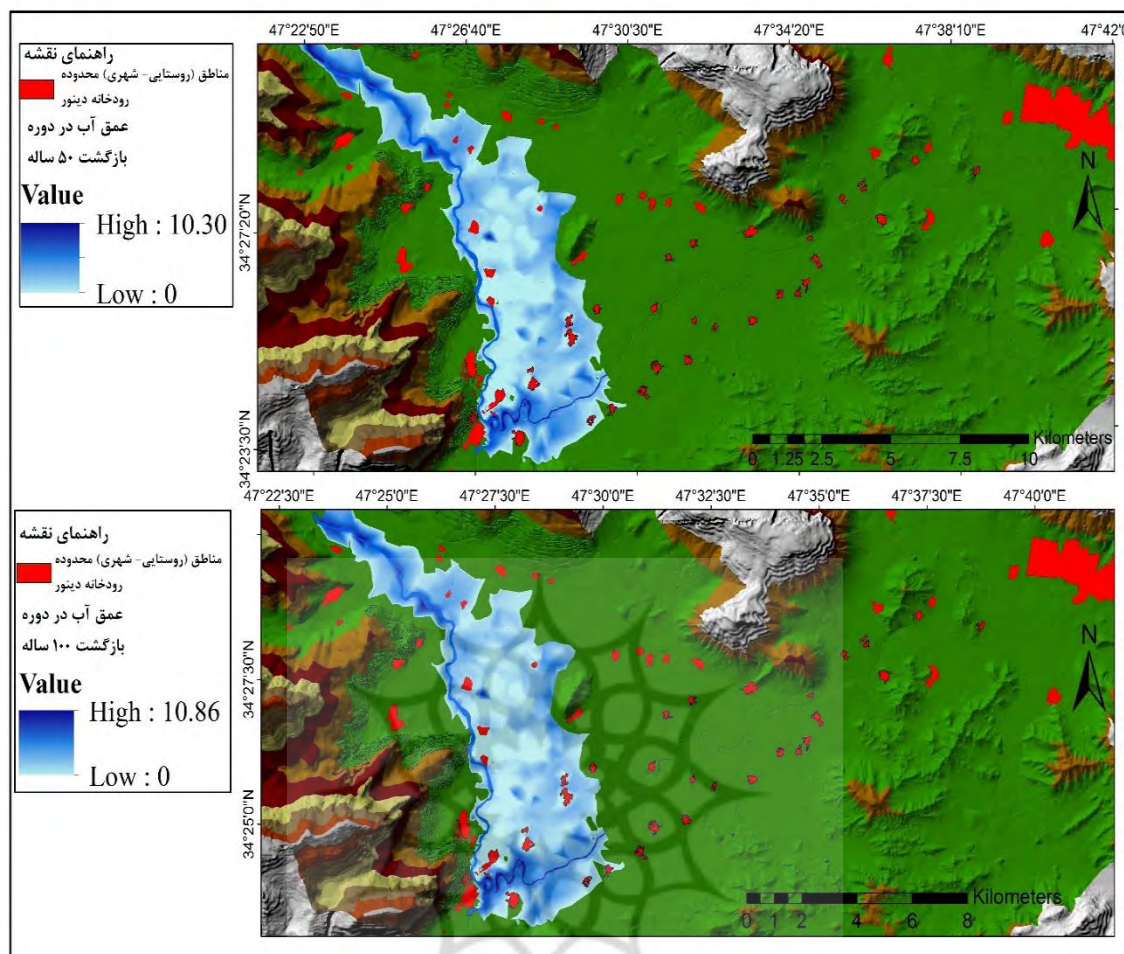 47°22'50"E 47°26'40"E 47°30'30"E 47°34'20"E 47°38'10"E 47°42'0
راهنمای نقشه
مناطق (روستایی- شهری) محدوده
رودخانه دینور
عمق آب در دوره
بازگشت ۵۰ ساله
Value
High : 10.30
Low : 0
34°27'20"N
34°23'30"N
N
Kilometers
0 1.25 2.5 5 7.5 10
47°22'30"E 47°25'0"E 47°27'30"E 47°30'0"E 47°32'30"E 47°35'0"E 47°37'30"E 47°40'0"E
راهنمای نقشه
مناطق (روستایی- شهری) محدوده
رودخانه دینور
عمق آب در دوره
بازگشت ۱۰۰ ساله
Value
High : 10.86
Low : 0
34°27'30"N
34°25'0"N
N
Kilometers
0 1 2 4 6 8